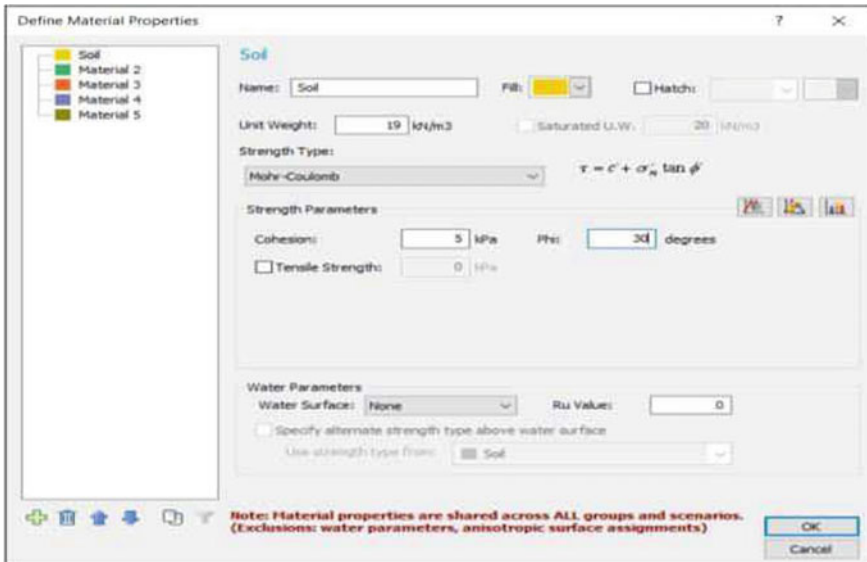 Define Material Properties ? ×
Soil
Material 2
Material 3
Material 4
Material 5
Soil
Name: Soil Fill: Hatch:
Unit Weight: 19 kN/m3 Saturated U.W. 20 kN/m3
Strength Type:
Mohr-Coulomb τ = c' + σ'n tan φ'
Strength Parameters
Cohesion: 5 kPa Phi: 30 degrees
Tensile Strength: 0 kPa
Water Parameters
Water Surface: None Ru Value: 0
Specify alternate strength type above water surface
Use strength type from: Soil
Note: Material properties are shared across ALL groups and scenarios.
(Exclusions: water parameters, anisotropic surface assignments)
OK
Cancel